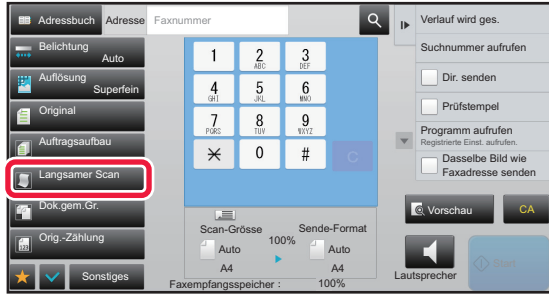 Adressbuch Adresse Faxnummer
Verlauf wird ges.
Belichtung
Auto
Suchnummer aufrufen
Auflösung
Superfein
Dir. senden
Original
Prüfstempel
Auftragsaufbau
Programm aufrufen
Registrierte Einst. aufrufen.
Langsamer Scan
Dasselbe Bild wie
Faxadresse senden
Dok.gem.Gr.
Orig.-Zählung
Sonstiges
1 2 3
ABC DEF
4 5 6
GHI JKL MNO
7 8 9
PQRS TUV WXYZ
0 # C
Scan-Grösse Sende-Format
100%
Auto Auto
A4 A4
Faxempfangsspeicher : 100%
Vorschau CA
Lautsprecher Start